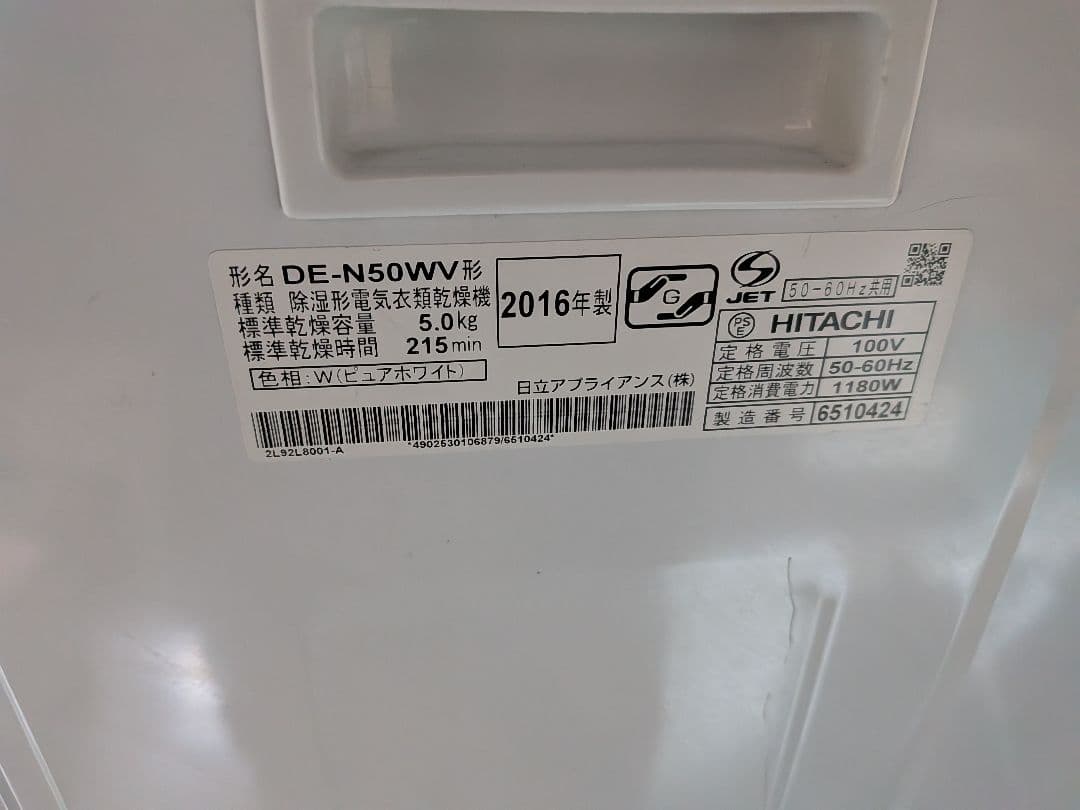 形名 DE-N50WV形
種類 除湿形電気衣類乾燥機
標準乾燥容量 5.0kg
標準乾燥時間 215min
色相:W(ピュアホワイト)
2016年製
G
JET
50-60Hz共用
PS
E
HITACHI
定格電圧 100V
定格周波数 50-60Hz
定格消費電力 1180W
製造番号 6510424
日立アプライアンス(株)
*4902530106879/6510424*
2L92L8001-A